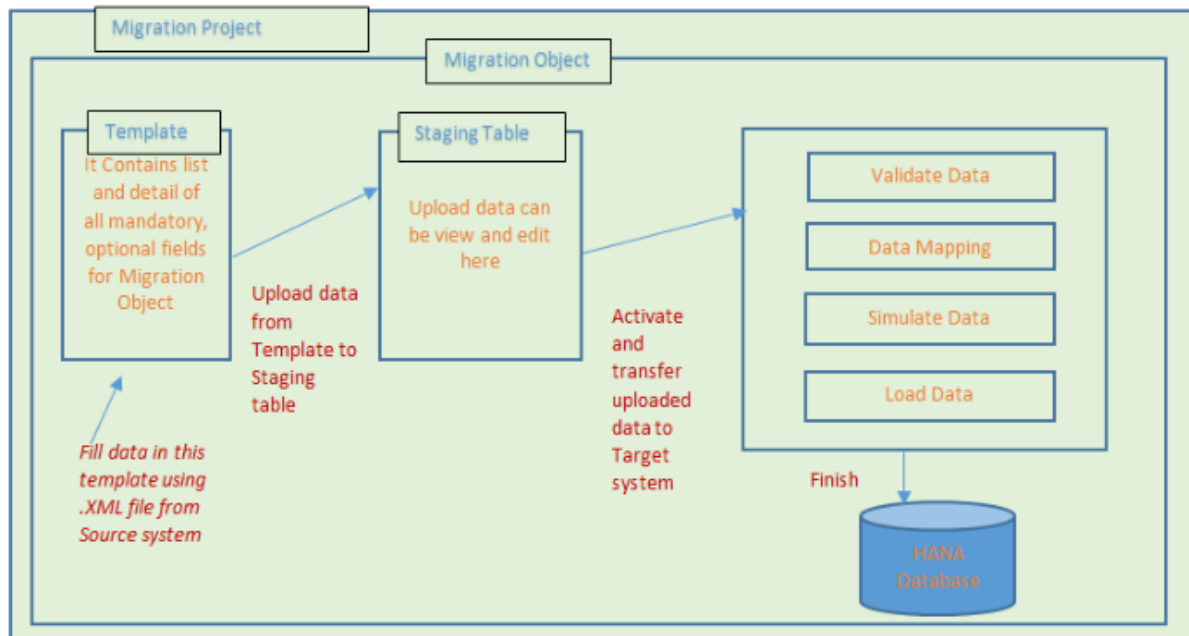 Migration Project
Migration Object
Template
It Contains list
and detail of
all mandatory,
optional fields
for Migration
Object
Fill data in this
template using
.XML file from
Source system
Upload data
from
Template to
Staging
table
Staging Table
Upload data can
be view and edit
here
Activate
and
transfer
uploaded
data to
Target
system
Validate Data
Data Mapping
Simulate Data
Load Data
Finish
HANA
Database